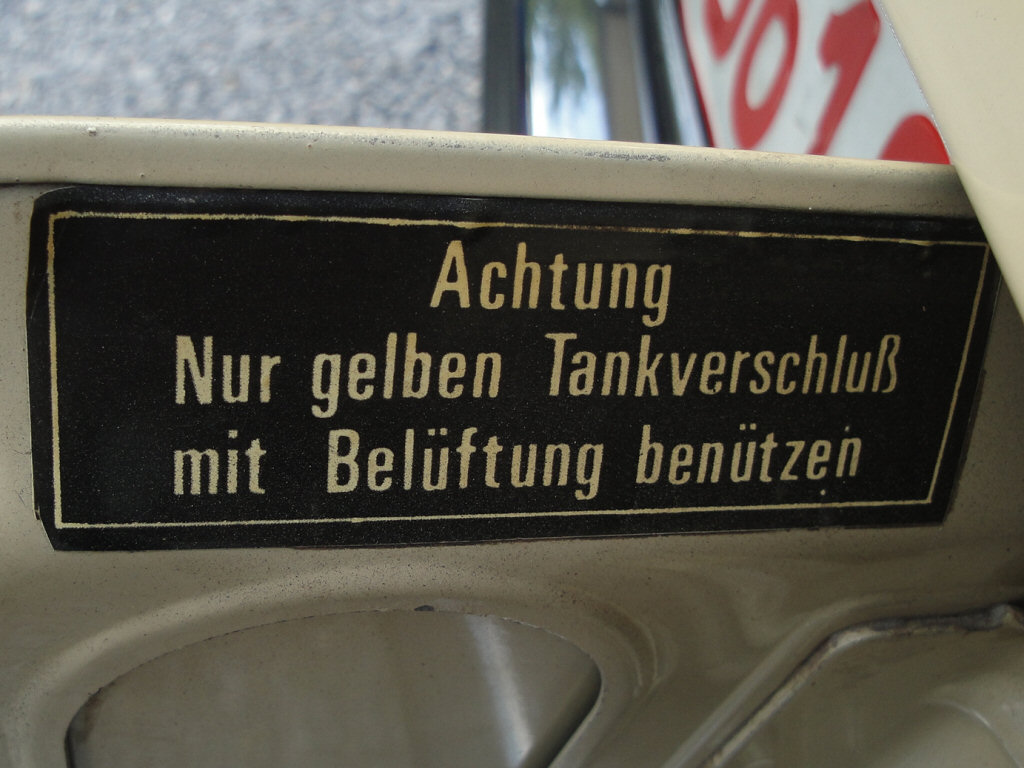 Achtung
Nur gelben Tankverschluß
mit Belüftung benützen